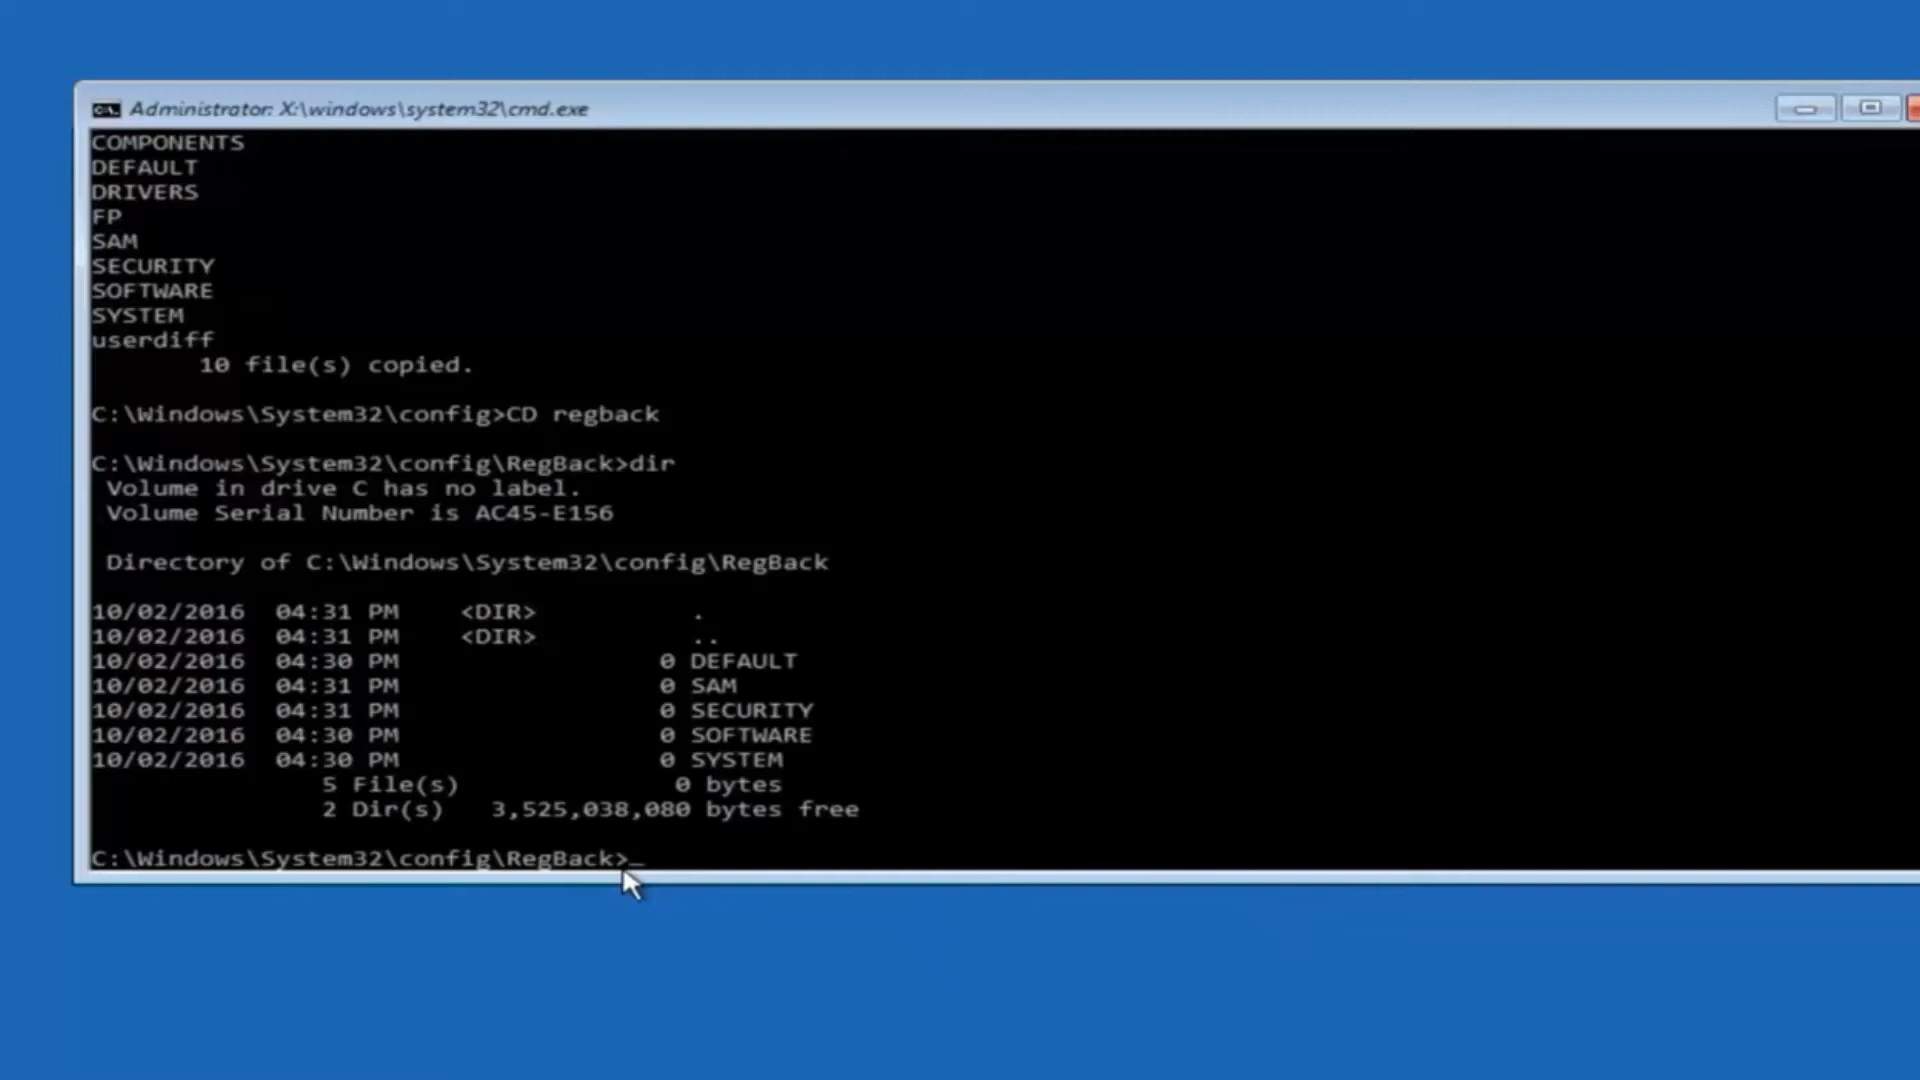 Administrator: X:\windows\system32\cmd.exe
COMPONENTS
DEFAULT
DRIVERS
FP
SAM
SECURITY
SOFTWARE
SYSTEM
userdiff
10 file(s) copied.
C:\Windows\System32\config>CD regback
C:\Windows\System32\config\RegBack>dir
Volume in drive C has no label.
Volume Serial Number is AC45-E156
Directory of C:\Windows\System32\config\RegBack
10/02/2016 04:31 PM <DIR> .
10/02/2016 04:31 PM <DIR> ..
10/02/2016 04:30 PM 0 DEFAULT
10/02/2016 04:31 PM 0 SAM
10/02/2016 04:31 PM 0 SECURITY
10/02/2016 04:30 PM 0 SOFTWARE
10/02/2016 04:30 PM 0 SYSTEM
5 File(s) 0 bytes
2 Dir(s) 3,525,038,080 bytes free
C:\Windows\System32\config\RegBack>_